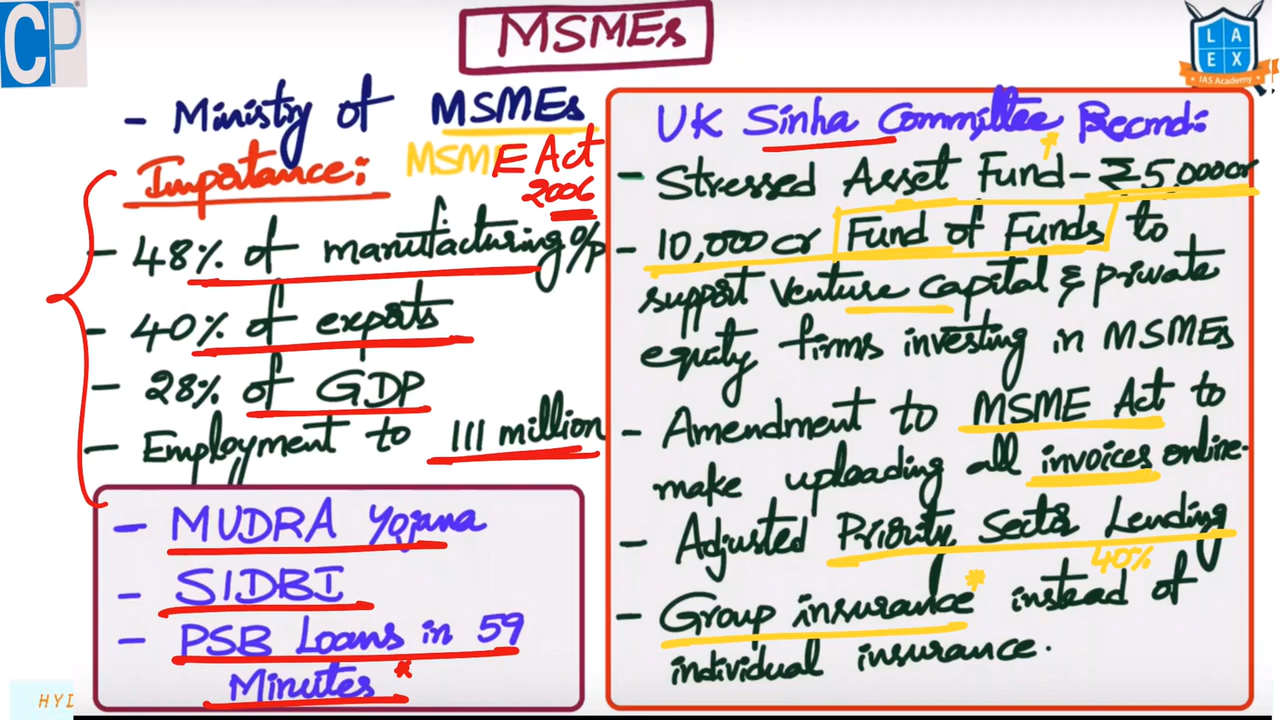 CP
MSMEs
LAEX
IAS Academy
- Ministry of MSMEs
MSME Act
2006
Importance:
- 48% of manufacturing o/p
- 40% of exports
- 28% of GDP
- Employment to 111 million
- MUDRA Yojana
- SIDBI
- PSB Loans in 59
Minutes *
HYD
UK Sinha Committee Recmd:
- Stressed Asset Fund - ₹5,000cr
- 10,000 cr Fund of Funds to
support venture capital & private
equity firms investing in MSMEs
- Amendment to MSME Act to
make uploading all invoices online.
- Adjusted Priority Sector Lending
40%
- Group insurance * instead of
individual insurance.